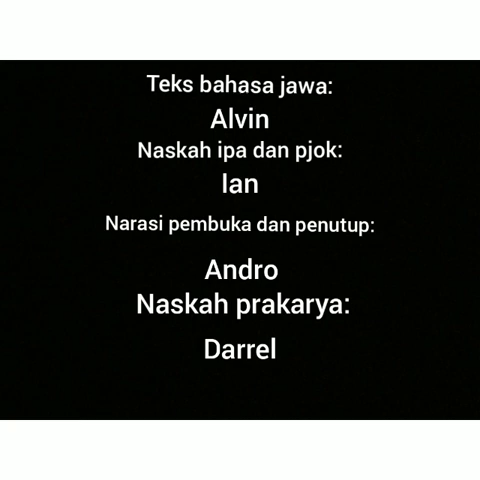 Teks bahasa jawa:
Alvin
Naskah ipa dan pjok:
Ian
Narasi pembuka dan penutup:
Andro
Naskah prakarya:
Darrel